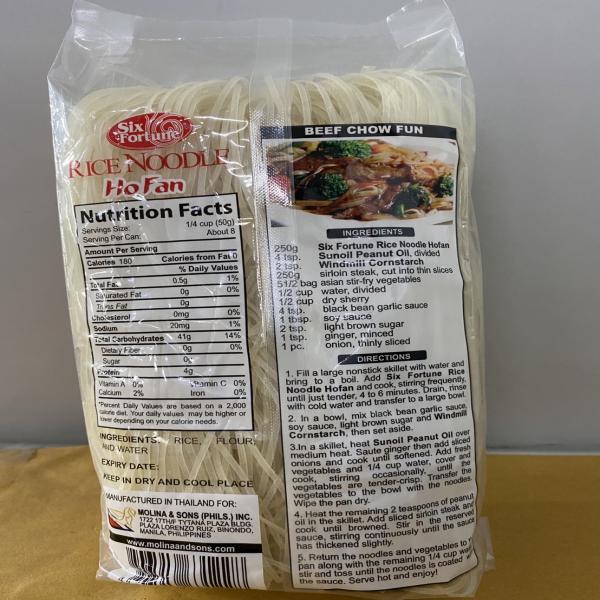 Six
Fortune
RICE NOODLE
Ho Fan
Nutrition Facts
Servings Size: 1/4 cup (50g)
Serving Per Can: About 8
Amount Per Serving
Calories 180 Calories from Fat 0
% Daily Values
Total Fat 0.5g 1%
Saturated Fat 0g 0%
Trans Fat 0g
Cholesterol 0mg 0%
Sodium 20mg 1%
Total Carbohydrates 41g 14%
Dietary Fiber 0g 0%
Sugar 0g
Protein 4g
Vitamin A 0% Vitamin C 0%
Calcium 2% Iron 0%
*Percent Daily Values are based on a 2,000
calorie diet. Your daily values may be higher or
lower depending on your calorie needs.
INGREDIENTS: RICE, FLOUR,
AND WATER
EXPIRY DATE:
KEEP IN DRY AND COOL PLACE
MANUFACTURED IN THAILAND FOR:
MOLINA & SONS (PHILS.) INC.
1722 17TH/F TYTANA PLAZA BLDG.
PLAZA LORENZO RUIZ, BINONDO,
MANILA, PHILIPPINES
www.molinaandsons.com
BEEF CHOW FUN
INGREDIENTS
250g Six Fortune Rice Noodle Hofan
4 tsp. Sunoil Peanut Oil, divided
2 tsp. Windmill Cornstarch
250g sirloin steak, cut into thin slices
51/2 bag asian stir-fry vegetables
1/2 cup water, divided
1/2 cup dry sherry
4 tsp. black bean garlic sauce
1 tbsp. soy sauce
2 tsp. light brown sugar
1 tsp. ginger, minced
1 pc. onion, thinly sliced
DIRECTIONS
1. Fill a large nonstick skillet with water and
bring to a boil. Add Six Fortune Rice
Noodle Hofan and cook, stirring frequently,
until just tender, 4 to 6 minutes. Drain, rinse
with cold water and transfer to a large bowl.
2. In a bowl, mix black bean garlic sauce,
soy sauce, light brown sugar and Windmill
Cornstarch, then set aside.
3.In a skillet, heat Sunoil Peanut Oil over
medium heat. Saute ginger then add sliced
onions and cook until softened. Add fresh
vegetables and 1/4 cup water, cover and
cook, stirring occasionally, until the
vegetables are tender-crisp. Transfer the
vegetables to the bowl with the noodles.
Wipe the pan dry.
4. Heat the remaining 2 teaspoons of peanut
oil in the skillet. Add sliced sirloin steak and
cook until browned. Stir in the reserved
sauce, stirring continuously until the sauce
has thickened slightly.
5. Return the noodles and vegetables to
pan along with the remaining 1/4 cup water
stir and toss until the noodles is coated
the sauce. Serve hot and enjoy!